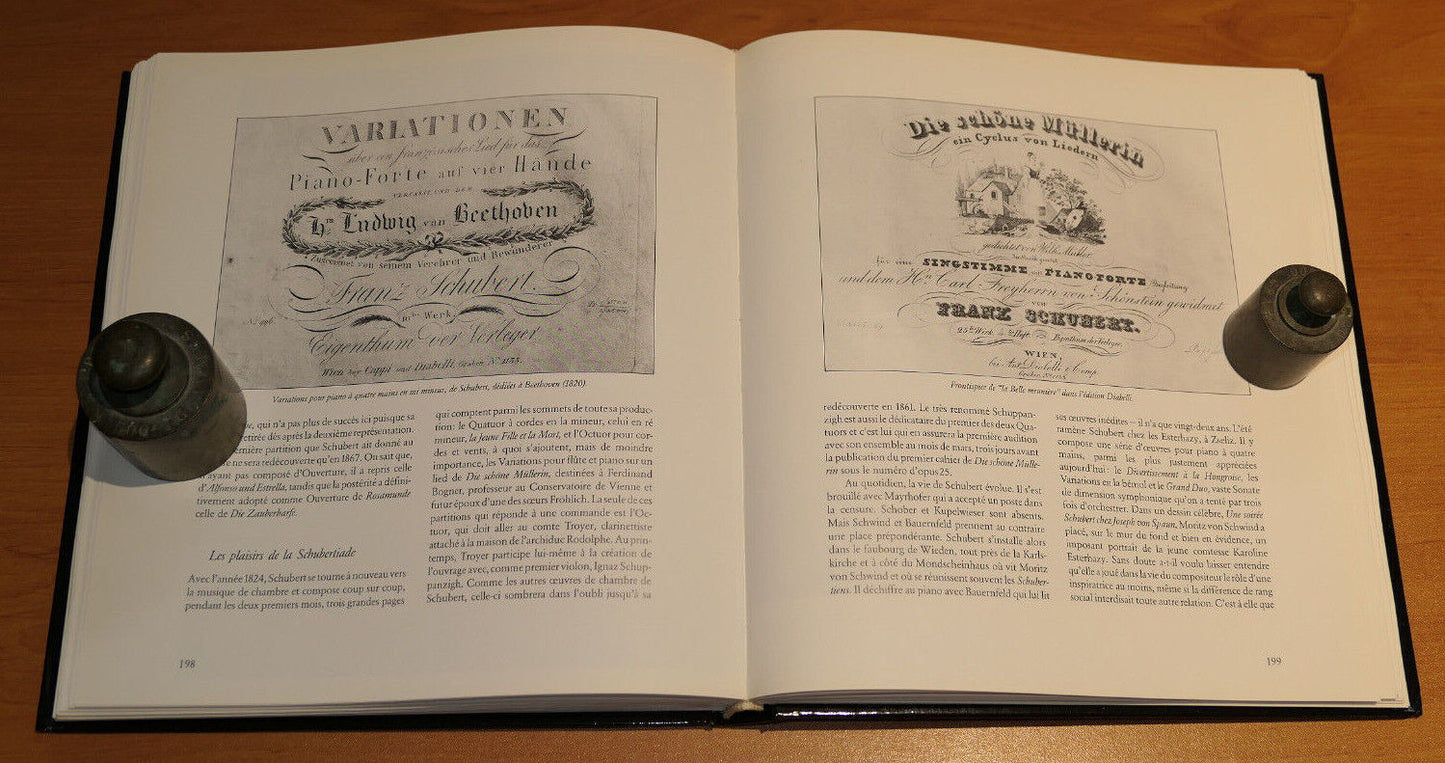 VARIATIONEN
über ein französisches Lied für das
Piano-Forte auf vier Hände
VERFASST UND DEM
Hrn Ludwig van Beethoven
Zugeeignet von seinem Verehrer und Bewunderer
Franz Schubert.
Werk.
Eigenthum der Verleger
Wien bey Cappi und Diabelli, Graben No 1133
Variations pour piano à quatre mains en mi mineur, de Schubert, dédiées à Beethoven (1820).
que, qui n'a pas plus de succès ici puisque sa
retirée dès après la deuxième représentation.
première partition que Schubert ait donné au
re ne sera redécouverte qu'en 1867. On sait que,
n'ayant pas composé d'Ouverture, il a repris celle
d'Alfonso und Estrella, tandis que la postérité a défini-
tivement adopté comme Ouverture de Rosamunde
celle de Die Zauberharfe.
Les plaisirs de la Schubertiade
Avec l'année 1824, Schubert se tourne à nouveau vers
la musique de chambre et compose coup sur coup,
pendant les deux premiers mois, trois grandes pages
qui comptent parmi les sommets de toute sa produc-
tion: le Quatuor à cordes en la mineur, celui en ré
mineur, la jeune Fille et la Mort, et l'Octuor pour cor-
des et vents, à quoi s'ajoutent, mais de moindre
importance, les Variations pour flûte et piano sur un
lied de Die schöne Müllerin, destinées à Ferdinand
Bogner, professeur au Conservatoire de Vienne et
futur époux d'une des sœurs Fröhlich. La seule de ces
partitions qui réponde à une commande est l'Oc-
tuor, qui doit aller au comte Troyer, clarinettiste
attaché à la maison de l'archiduc Rodolphe. Au prin-
temps, Troyer participe lui-même à la création de
l'ouvrage avec, comme premier violon, Ignaz Schup-
panzigh. Comme les autres œuvres de chambre de
Schubert, celle-ci sombrera dans l'oubli jusqu'à sa
198
Die schöne Müllerin
ein Cyclus von Liedern
gedichtet von Wilh. Müller
für eine SINGSTIMME mit PIANOFORTE Begleitung
und dem Hrn Carl Freyherrn von Schönstein gewidmet
von
FRANZ SCHUBERT.
25tes Werk Heft Eigenthum der Verleger.
WIEN,
bei Ant. Diabelli & Comp.
Graben No 1133
Frontispice de "la Belle meunière" dans l'édition Diabelli.
redécouverte en 1861. Le très renommé Schuppan-
zigh est aussi le dédicataire du premier des deux Qua-
tuors et c'est lui qui en assurera la première audition
avec son ensemble au mois de mars, trois jours avant
la publication du premier cahier de Die schöne Mülle-
rin sous le numéro d'opus 25.
Au quotidien, la vie de Schubert évolue. Il s'est
brouillé avec Mayrhofer qui a accepté un poste dans
la censure. Schober et Kupelwieser sont absents.
Mais Schwind et Bauernfeld prennent au contraire
une place prépondérante. Schubert s'installe alors
dans le faubourg de Wieden, tout près de la Karls-
kirche et à côté du Mondscheinhaus où vit Moritz
von Schwind et où se réunissent souvent les Schuber-
tiens. Il déchiffre au piano avec Bauernfeld qui lui lit
ses œuvres inédites – il n'a que vingt-deux ans. L'été
ramène Schubert chez les Esterhazy, à Zseliz. Il y
compose une série d'œuvres pour piano à quatre
mains, parmi les plus justement appréciées
aujourd'hui: le Divertissement à la Hongroise, les
Variations en la bémol et le Grand Duo, vaste Sonate
de dimension symphonique qu'on a tenté par trois
fois d'orchestrer. Dans un dessin célèbre, Une soirée
Schubert chez Joseph von Spaun, Moritz von Schwind a
placé, sur le mur de fond et bien en évidence, un
imposant portrait de la jeune comtesse Karoline
Esterhazy. Sans doute a-t-il voulu laisser entendre
qu'elle a joué dans la vie du compositeur le rôle d'une
inspiratrice au moins, même si la différence de rang
social interdisait toute autre relation. C'est à elle que
199